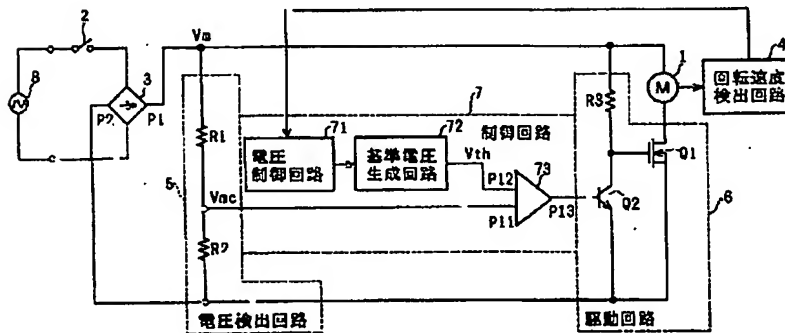 2
Vm
4
8
3
1
M
回転速度
検出回路
P2
P1
R3
7
71
72
制御回路
R1
電圧
制御回路
基準電圧
生成回路
Vth
73
Q1
5
P12
Vmc
P11
P13
Q2
6
R2
電圧検出回路
駆動回路